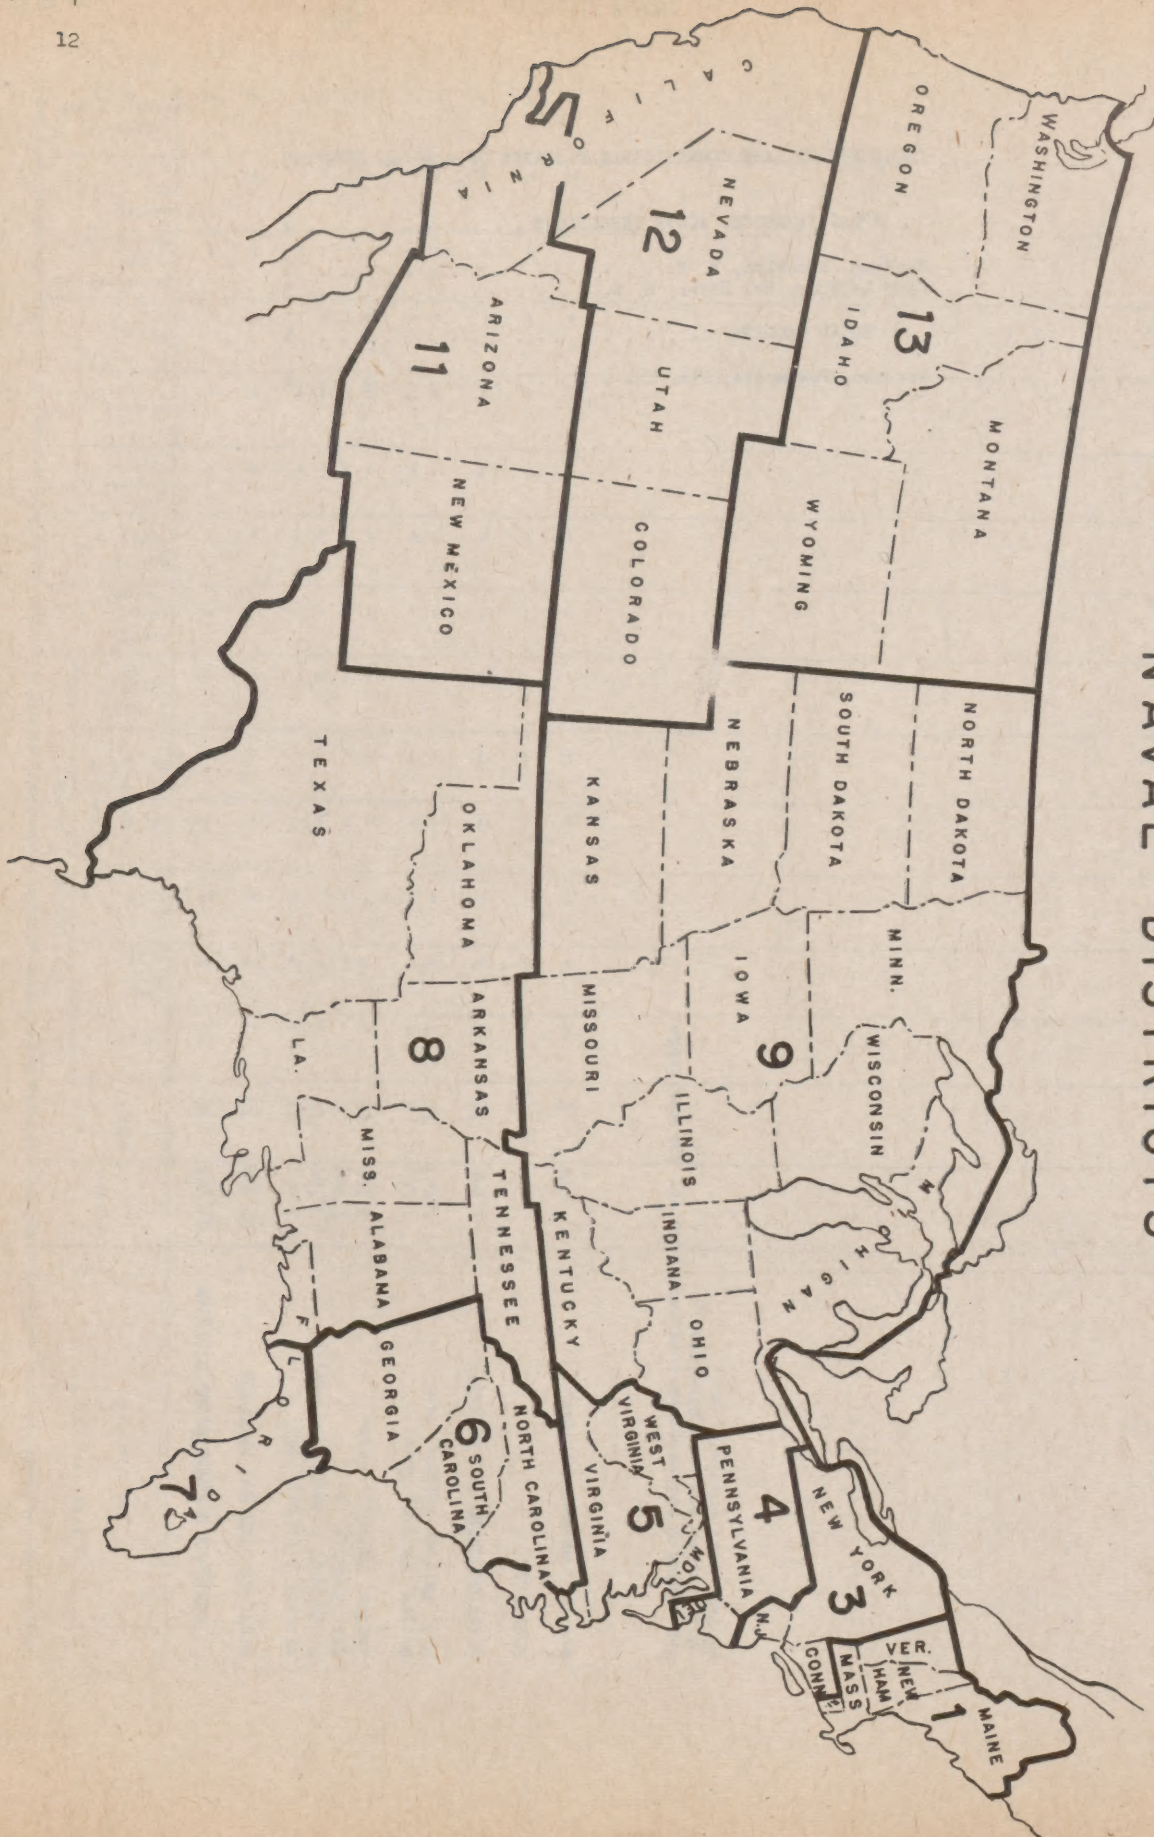 12
NAVAL DISTRICTS
WASHINGTON
OREGON
13
IDAHO
MONTANA
WYOMING
CALIFORNIA
NEVADA
12
UTAH
COLORADO
ARIZONA
11
NEW MEXICO
NORTH DAKOTA
SOUTH DAKOTA
NEBRASKA
KANSAS
MINN.
IOWA
9
MISSOURI
WISCONSIN
ILLINOIS
MICHIGAN
INDIANA
OHIO
KENTUCKY
TEXAS
OKLAHOMA
ARKANSAS
8
LA.
MISS.
TENNESSEE
ALABAMA
GEORGIA
6
SOUTH
CAROLINA
NORTH CAROLINA
FLORIDA
7
WEST
VIRGINIA
VIRGINIA
5
MD.
PENNSYLVANIA
4
N.J.
NEW YORK
3
CONN.
MASS
VER.
NEW
HAM
1
MAINE